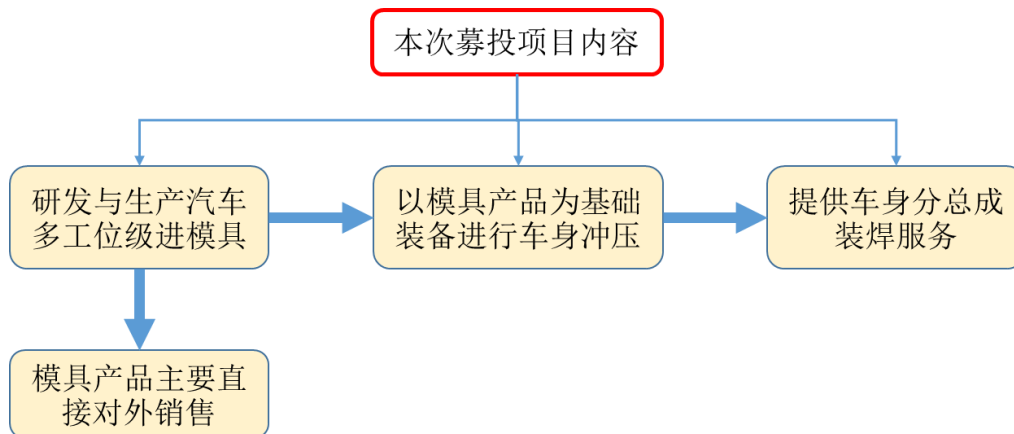 本次募投项目内容
研发与生产汽车
多工位级进模具
以模具产品为基础
装备进行车身冲压
提供车身分总成
装焊服务
模具产品主要直
接对外销售